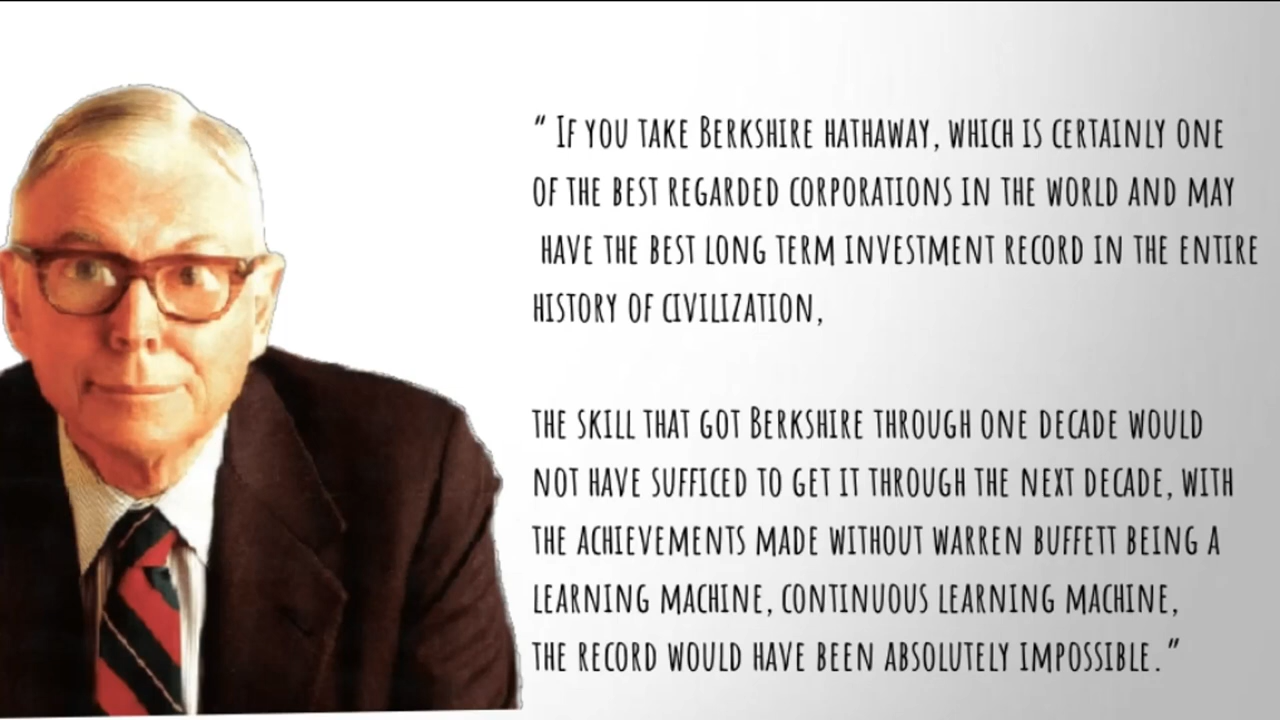 “ If you take Berkshire hathaway, which is certainly one
of the best regarded corporations in the world and may
have the best long term investment record in the entire
history of civilization,
the skill that got Berkshire through one decade would
not have sufficed to get it through the next decade, with
the achievements made without warren buffett being a
learning machine, continuous learning machine,
the record would have been absolutely impossible.”